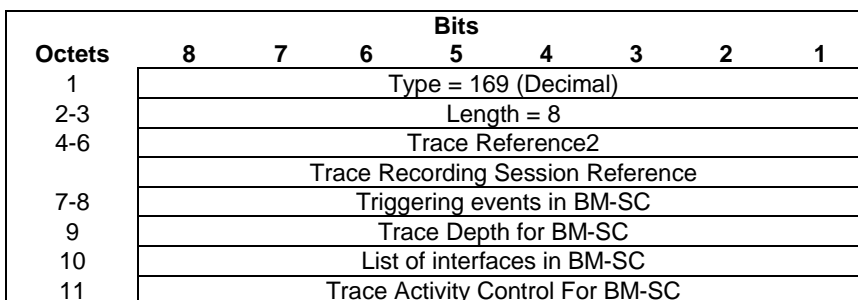 Bits
Octets 8 7 6 5 4 3 2 1
1 Type = 169 (Decimal)
2-3 Length = 8
4-6 Trace Reference2
Trace Recording Session Reference
7-8 Triggering events in BM-SC
9 Trace Depth for BM-SC
10 List of interfaces in BM-SC
11 Trace Activity Control For BM-SC